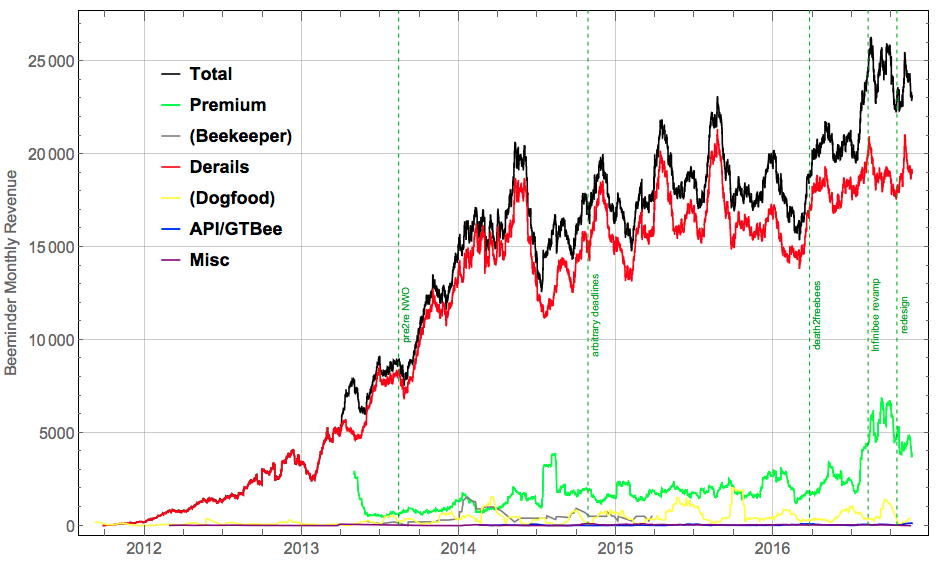 Beeminder Monthly Revenue
25000
20000
15000
10000
5000
0
Total
Premium
(Beekeeper)
Derails
(Dogfood)
API/GTBee
Misc
pre2re NWO
arbitrary deadlines
death2freebees
Infinibee revamp
redesign
2012
2013
2014
2015
2016